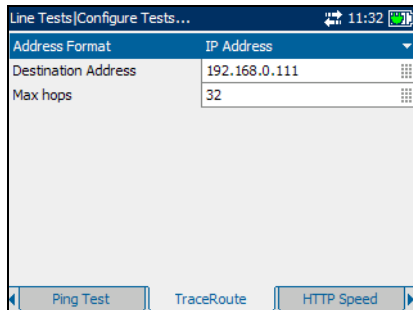 Line Tests|Configure Tests... 11:32
Address Format IP Address
Destination Address 192.168.0.111
Max hops 32
Ping Test TraceRoute HTTP Speed